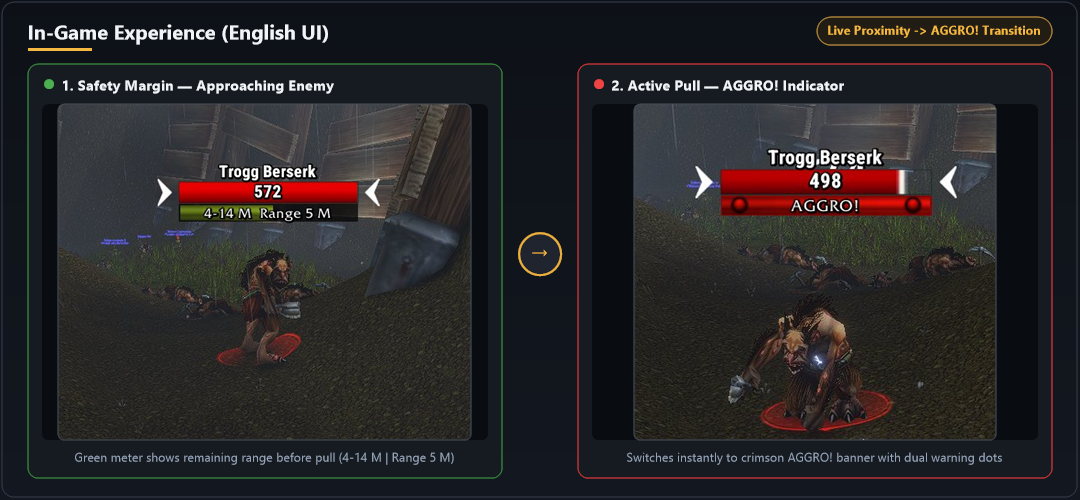 In-Game Experience (English UI)
Live Proximity -> AGGRO! Transition
1. Safety Margin — Approaching Enemy
Trogg Berserk
572
4-14 M Range 5 M
Green meter shows remaining range before pull (4-14 M | Range 5 M)
→
2. Active Pull — AGGRO! Indicator
Trogg Berserk
498
AGGRO!
Switches instantly to crimson AGGRO! banner with dual warning dots